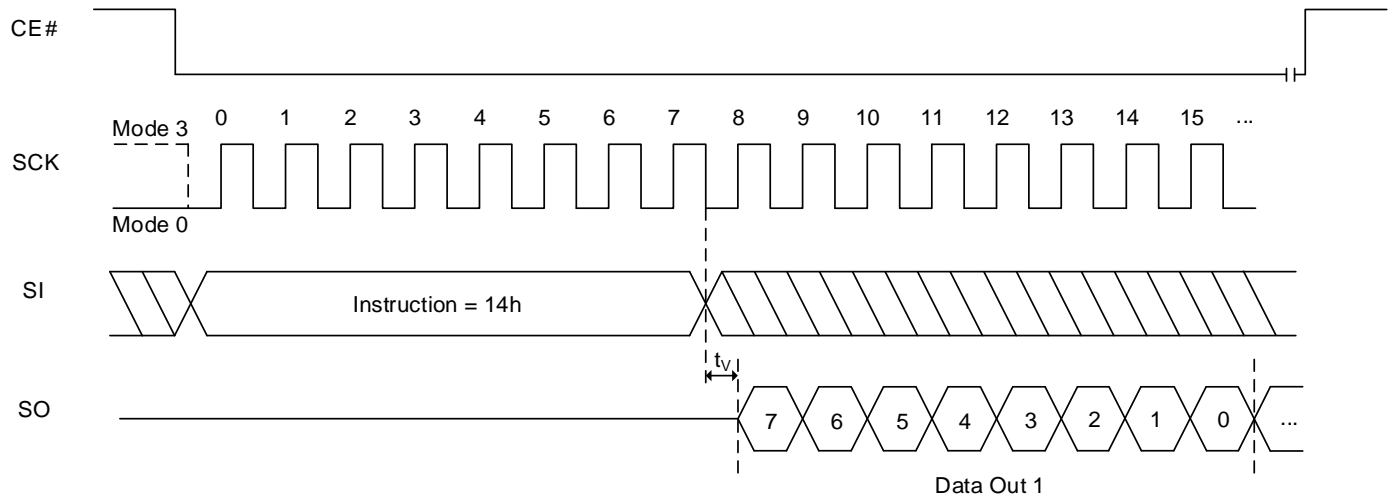 CE#
0 1 2 3 4 5 6 7 8 9 10 11 12 13 14 15 ...
Mode 3
SCK
Mode 0
SI
Instruction = 14h
tV
SO
7 6 5 4 3 2 1 0 ...
Data Out 1